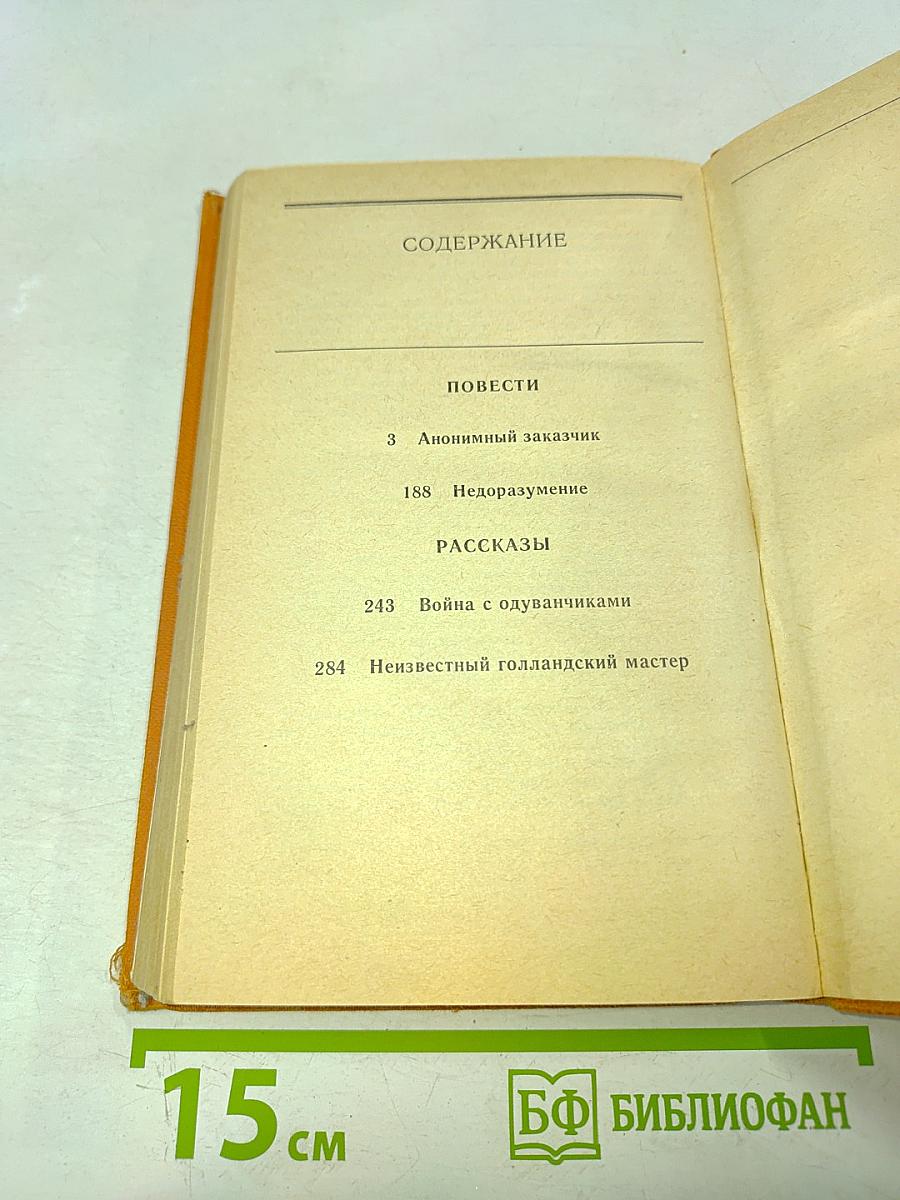 СОДЕРЖАНИЕ
ПОВЕСТИ
3 Анонимный заказчик
188 Недоразумение
РАССКАЗЫ
243 Война с одуванчиками
284 Неизвестный голландский мастер
15 см
БФ БИБЛИОФАН